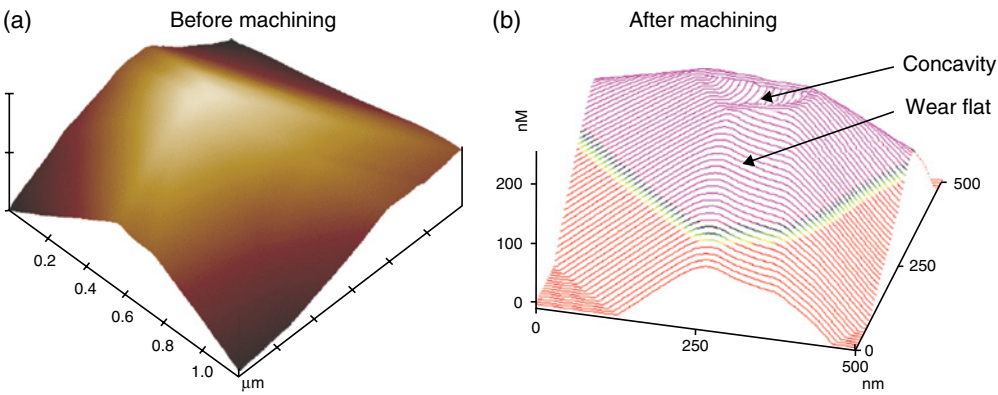 (a) Before machining
0.2
0.4
0.6
0.8
1.0
μm
(b) After machining
Concavity
Wear flat
nM
200
100
0
0
250
500
nm
0
250
500